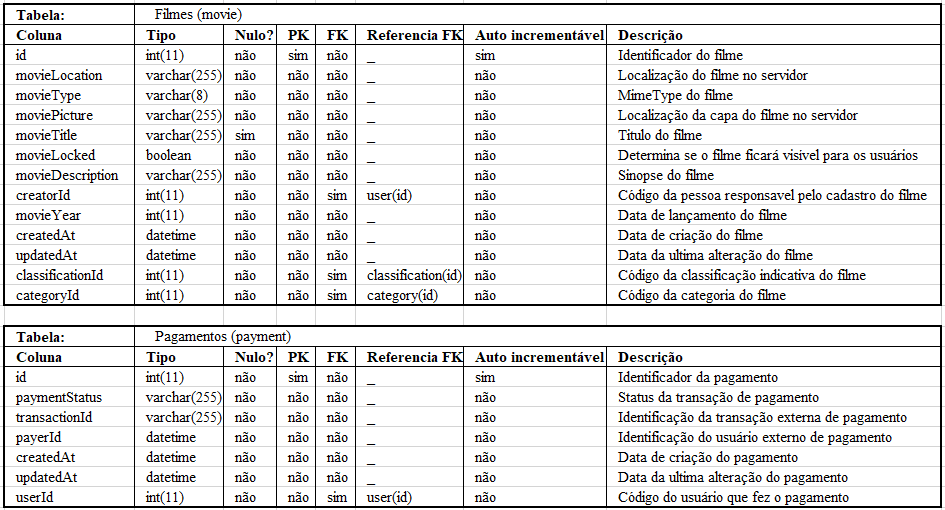 Tabela: Filmes (movie)
Coluna Tipo Nulo? PK FK Referencia FK Auto incrementável Descrição
id int(11) não sim não _ sim Identificador do filme
movieLocation varchar(255) não não não _ não Localização do filme no servidor
movieType varchar(8) não não não _ não MimeType do filme
moviePicture varchar(255) não não não _ não Localização da capa do filme no servidor
movieTitle varchar(255) sim não não _ não Titulo do filme
movieLocked boolean não não não _ não Determina se o filme ficará visivel para os usuários
movieDescription varchar(255) não não não _ não Sinopse do filme
creatorId int(11) não não sim user(id) não Código da pessoa responsavel pelo cadastro do filme
movieYear int(11) não não não _ não Data de lançamento do filme
createdAt datetime não não não _ não Data de criação do filme
updatedAt datetime não não não _ não Data da ultima alteração do filme
classificationId int(11) não não sim classification(id) não Código da classificação indicativa do filme
categoryId int(11) não não sim category(id) não Código da categoria do filme
Tabela: Pagamentos (payment)
Coluna Tipo Nulo? PK FK Referencia FK Auto incrementável Descrição
id int(11) não sim não _ sim Identificador da pagamento
paymentStatus varchar(255) não não não _ não Status da transação de pagamento
transactionId varchar(255) não não não _ não Identificação da transação externa de pagamento
payerId datetime não não não _ não Identificação do usuário externo de pagamento
createdAt datetime não não não _ não Data de criação do pagamento
updatedAt datetime não não não _ não Data da ultima alteração do pagamento
userId int(11) não não sim user(id) não Código do usuário que fez o pagamento